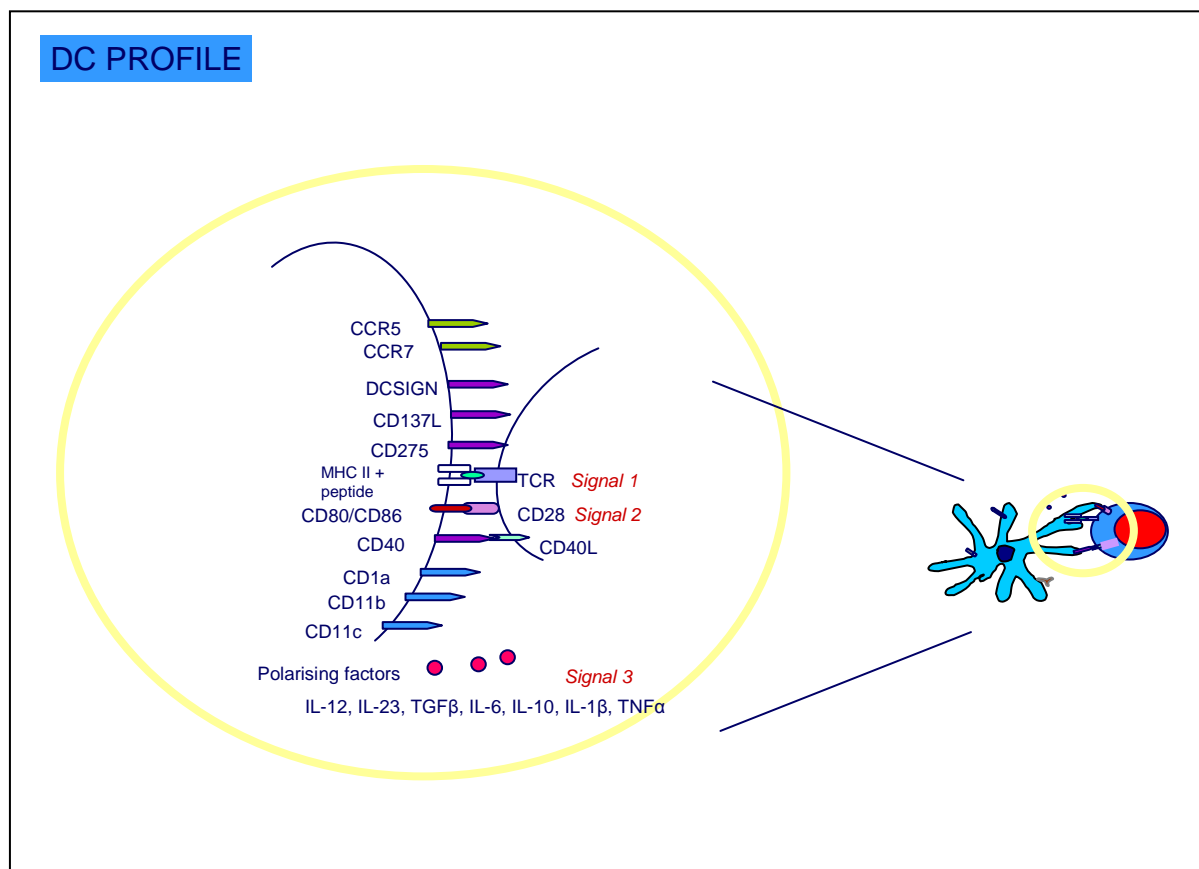 DC PROFILE
CCR5
CCR7
DCSIGN
CD137L
CD275
MHC II +
peptide
TCR Signal 1
CD80/CD86
CD28 Signal 2
CD40
CD40L
CD1a
CD11b
CD11c
Polarising factors Signal 3
IL-12, IL-23, TGFβ, IL-6, IL-10, IL-1β, TNFα